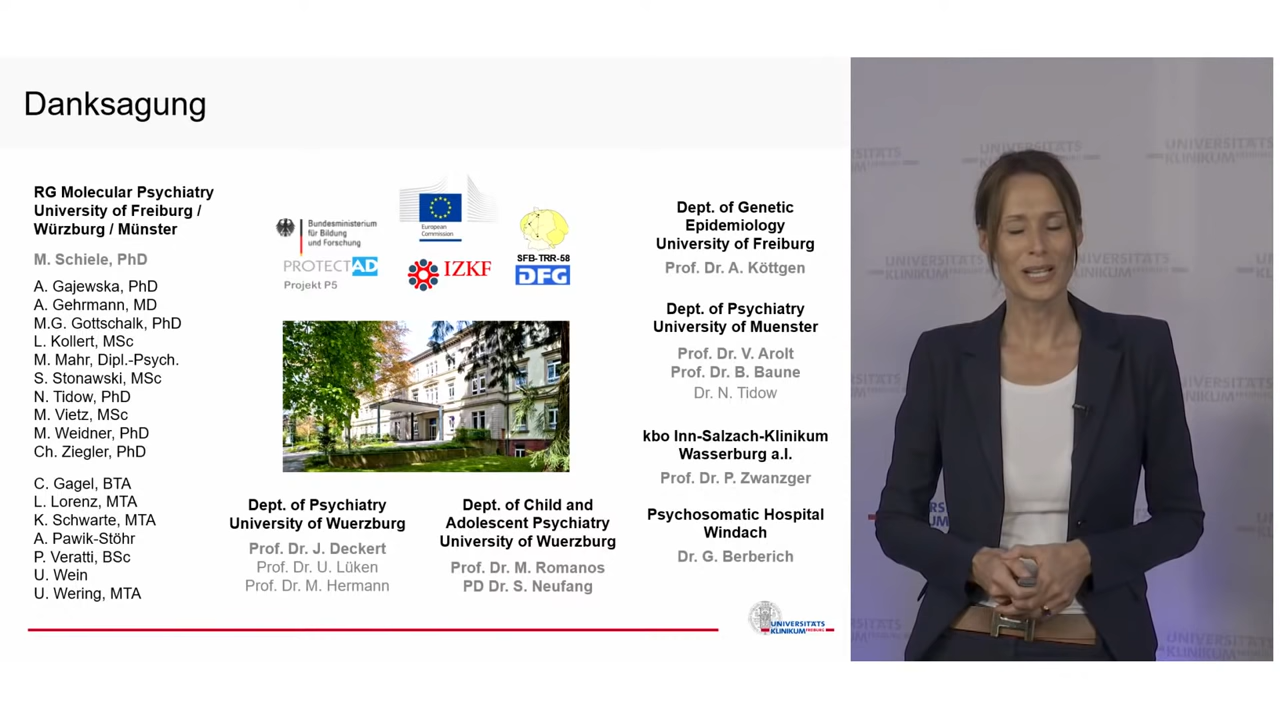 Danksagung
RG Molecular Psychiatry
University of Freiburg /
Würzburg / Münster
M. Schiele, PhD
A. Gajewska, PhD
A. Gehrmann, MD
M.G. Gottschalk, PhD
L. Kollert, MSc
M. Mahr, Dipl.-Psych.
S. Stonawski, MSc
N. Tidow, PhD
M. Vietz, MSc
M. Weidner, PhD
Ch. Ziegler, PhD
C. Gagel, BTA
L. Lorenz, MTA
K. Schwarte, MTA
A. Pawik-Stöhr
P. Veratti, BSc
U. Wein
U. Wering, MTA
Bundesministerium
für Bildung
und Forschung
PROTECTAD
Projekt P5
European
Commission
IZKF
SFB-TRR-58
DFG
Dept. of Psychiatry
University of Wuerzburg
Prof. Dr. J. Deckert
Prof. Dr. U. Lüken
Prof. Dr. M. Hermann
Dept. of Child and
Adolescent Psychiatry
University of Wuerzburg
Prof. Dr. M. Romanos
PD Dr. S. Neufang
Dept. of Genetic
Epidemiology
University of Freiburg
Prof. Dr. A. Köttgen
Dept. of Psychiatry
University of Muenster
Prof. Dr. V. Arolt
Prof. Dr. B. Baune
Dr. N. Tidow
kbo Inn-Salzach-Klinikum
Wasserburg a.I.
Prof. Dr. P. Zwanzger
Psychosomatic Hospital
Windach
Dr. G. Berberich
UNIVERSITÄTS
KLINIKUM FREIBURG
UNIVERSITÄTS
KLINIKUM